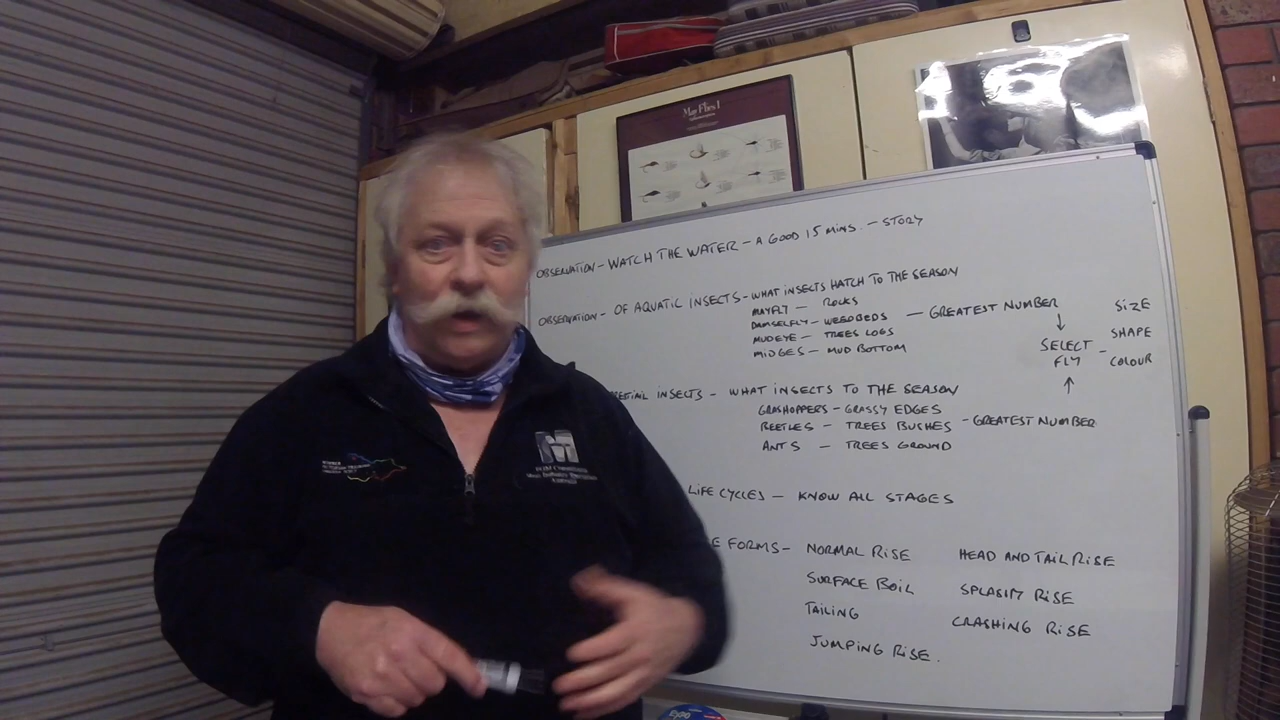 May Flies I
OBSERVATION - WATCH THE WATER - A GOOD 15 MINS. - STORY
OBSERVATION - OF AQUATIC INSECTS - WHAT INSECTS HATCH TO THE SEASON
MAYFLY - ROCKS
DAMSELFLY - WEEDBEDS - GREATEST NUMBER
MUDEYE - TREES LOGS
MIDGES - MUD BOTTOM
SELECT FLY -
SIZE
SHAPE
COLOUR
INSECTS - WHAT INSECTS TO THE SEASON
GRASHOPPERS - GRASSY EDGES
BEETLES - TREES BUSHES - GREATEST NUMBER
ANTS - TREES GROUND
LIFE CYCLES - KNOW ALL STAGES
E FORMS - NORMAL RISE HEAD AND TAIL RISE
SURFACE BOIL SPLASHY RISE
TAILING CRASHING RISE
JUMPING RISE.